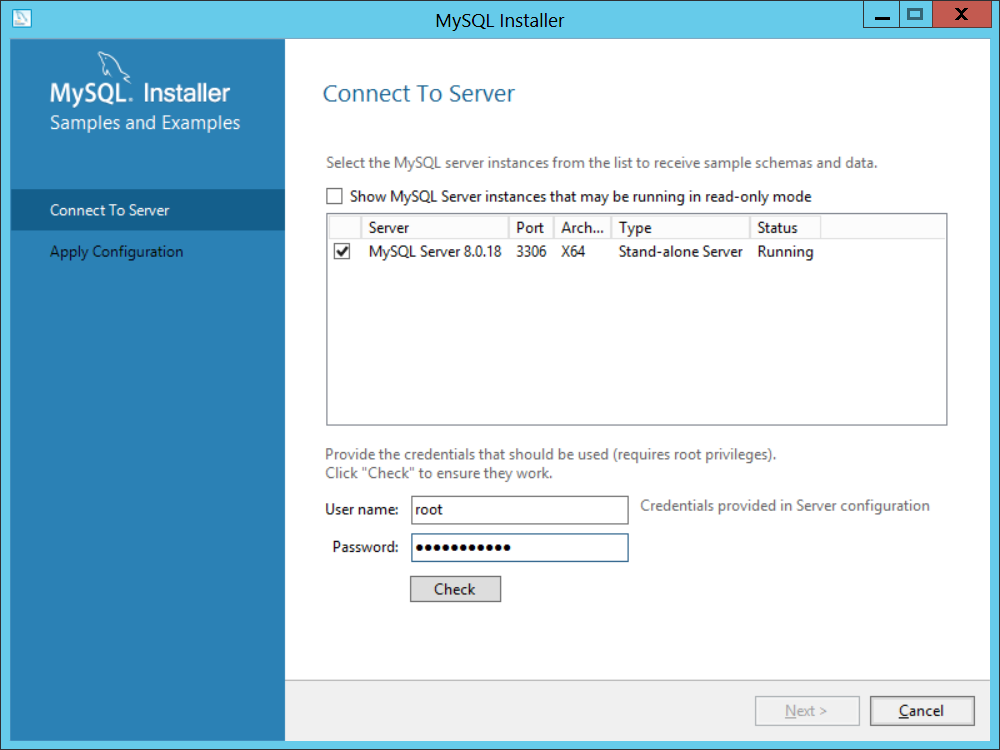 MySQL Installer
MySQL. Installer
Samples and Examples
Connect To Server
Apply Configuration
Connect To Server
Select the MySQL server instances from the list to receive sample schemas and data.
Show MySQL Server instances that may be running in read-only mode
Server Port Arch... Type Status
MySQL Server 8.0.18 3306 X64 Stand-alone Server Running
Provide the credentials that should be used (requires root privileges).
Click "Check" to ensure they work.
User name: root Credentials provided in Server configuration
Password: ●●●●●●●●●●●
Check
Next > Cancel